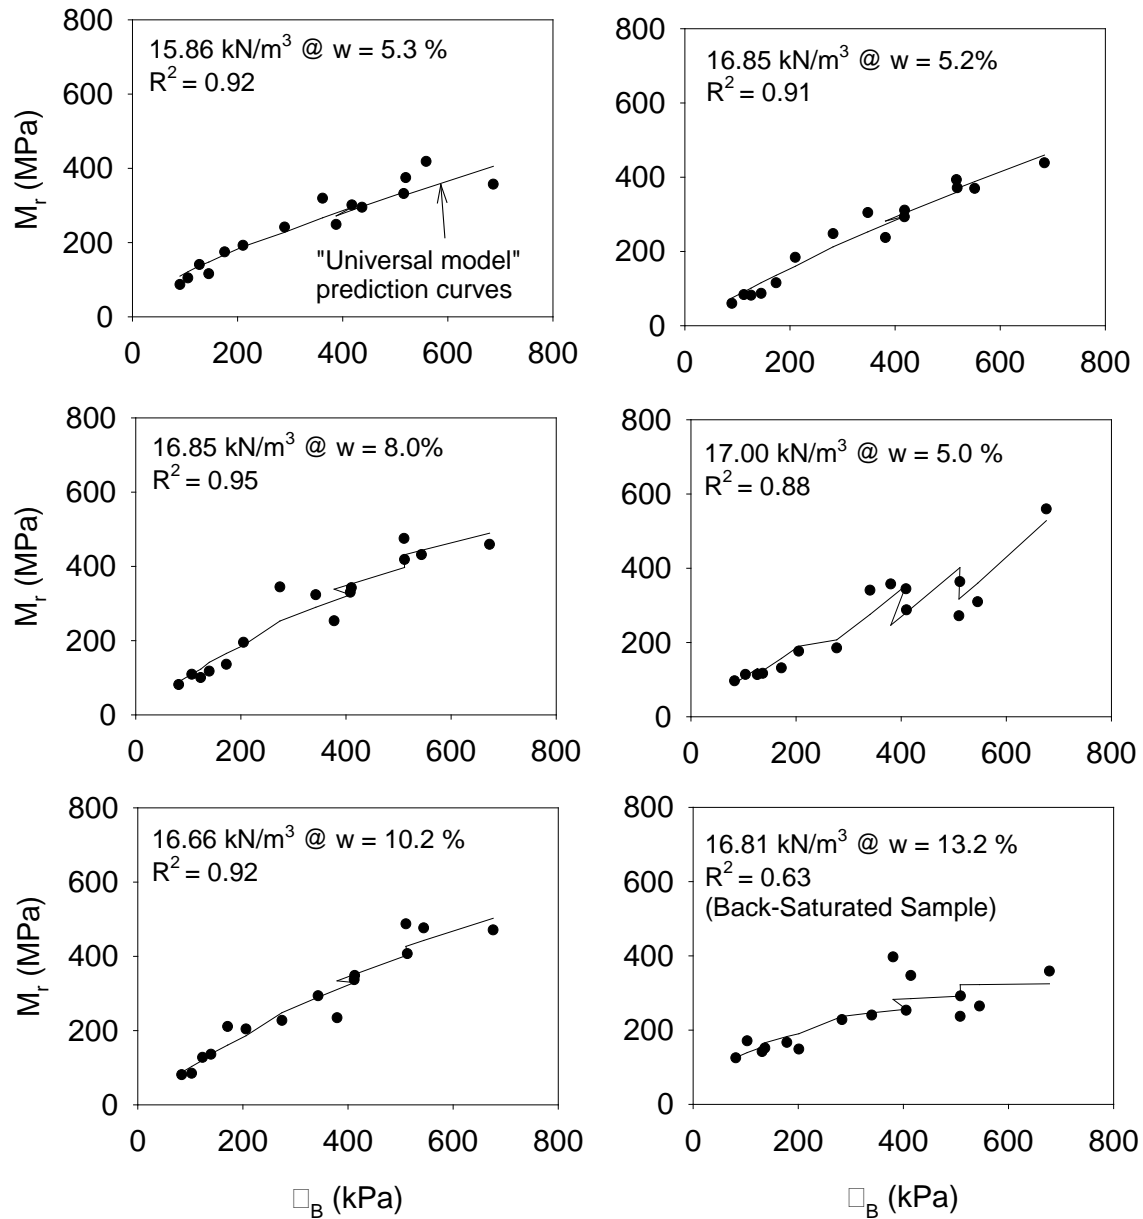 15.86 kN/m³ @ w = 5.3 %
R² = 0.92
"Universal model"
prediction curves
M_r (MPa)
800
600
400
200
0
0 200 400 600 800
16.85 kN/m³ @ w = 5.2%
R² = 0.91
800
600
400
200
0
0 200 400 600 800
16.85 kN/m³ @ w = 8.0%
R² = 0.95
M_r (MPa)
800
600
400
200
0
0 200 400 600 800
17.00 kN/m³ @ w = 5.0 %
R² = 0.88
800
600
400
200
0
0 200 400 600 800
16.66 kN/m³ @ w = 10.2 %
R² = 0.92
M_r (MPa)
800
600
400
200
0
0 200 400 600 800
□_B (kPa)
16.81 kN/m³ @ w = 13.2 %
R² = 0.63
(Back-Saturated Sample)
800
600
400
200
0
0 200 400 600 800
□_B (kPa)